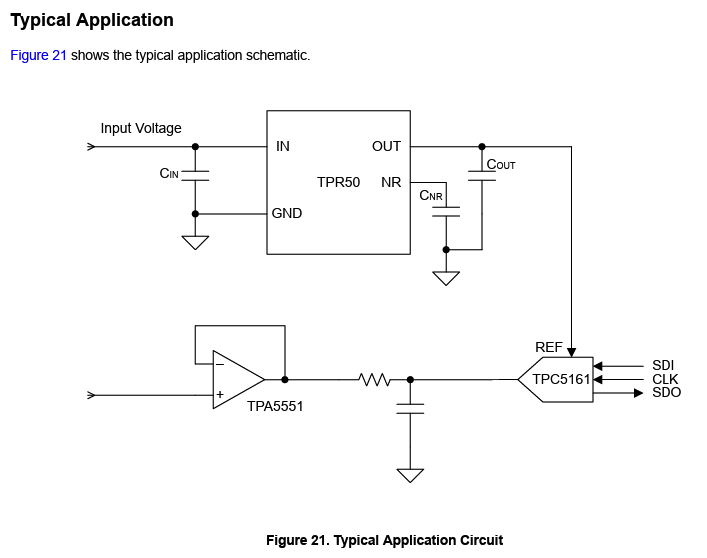 Typical Application
Figure 21 shows the typical application schematic.
Input Voltage
IN
OUT
CIN
COUT
TPR50
NR
CNR
GND
REF
SDI
TPC5161
CLK
SDO
−
+
TPA5551
Figure 21. Typical Application Circuit